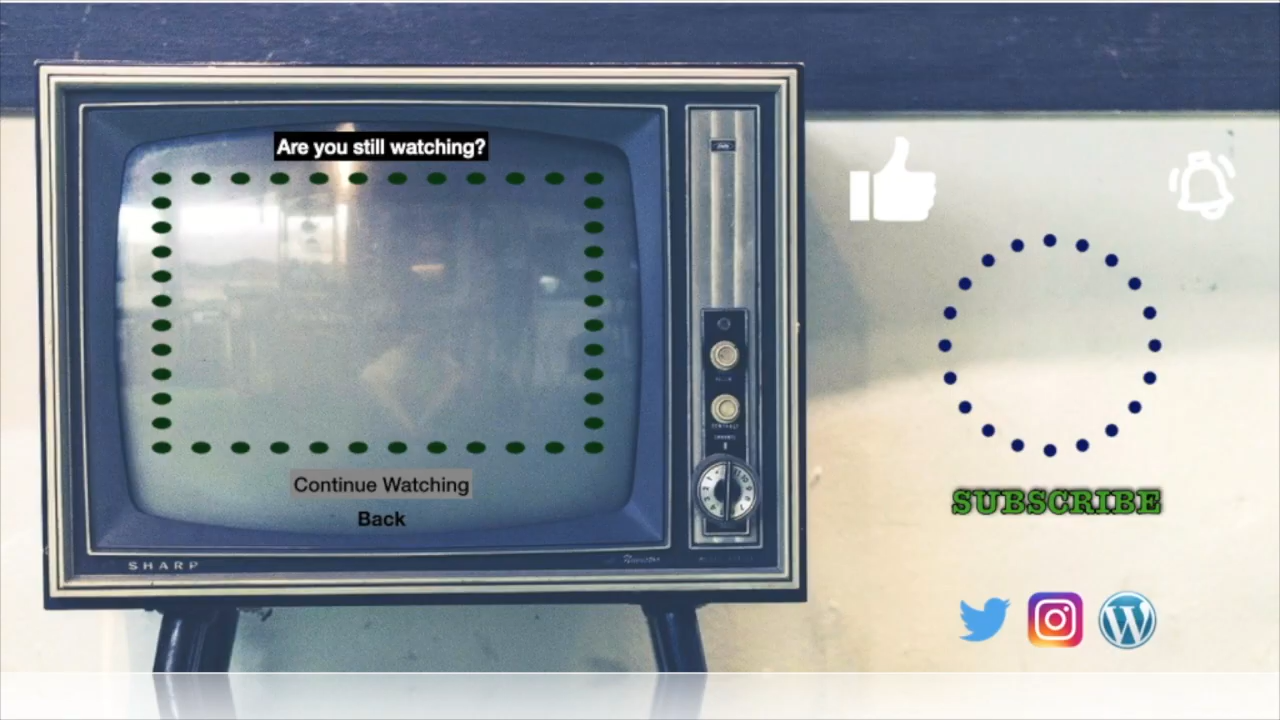 Are you still watching?
Continue Watching
Back
SHARP
SUBSCRIBE